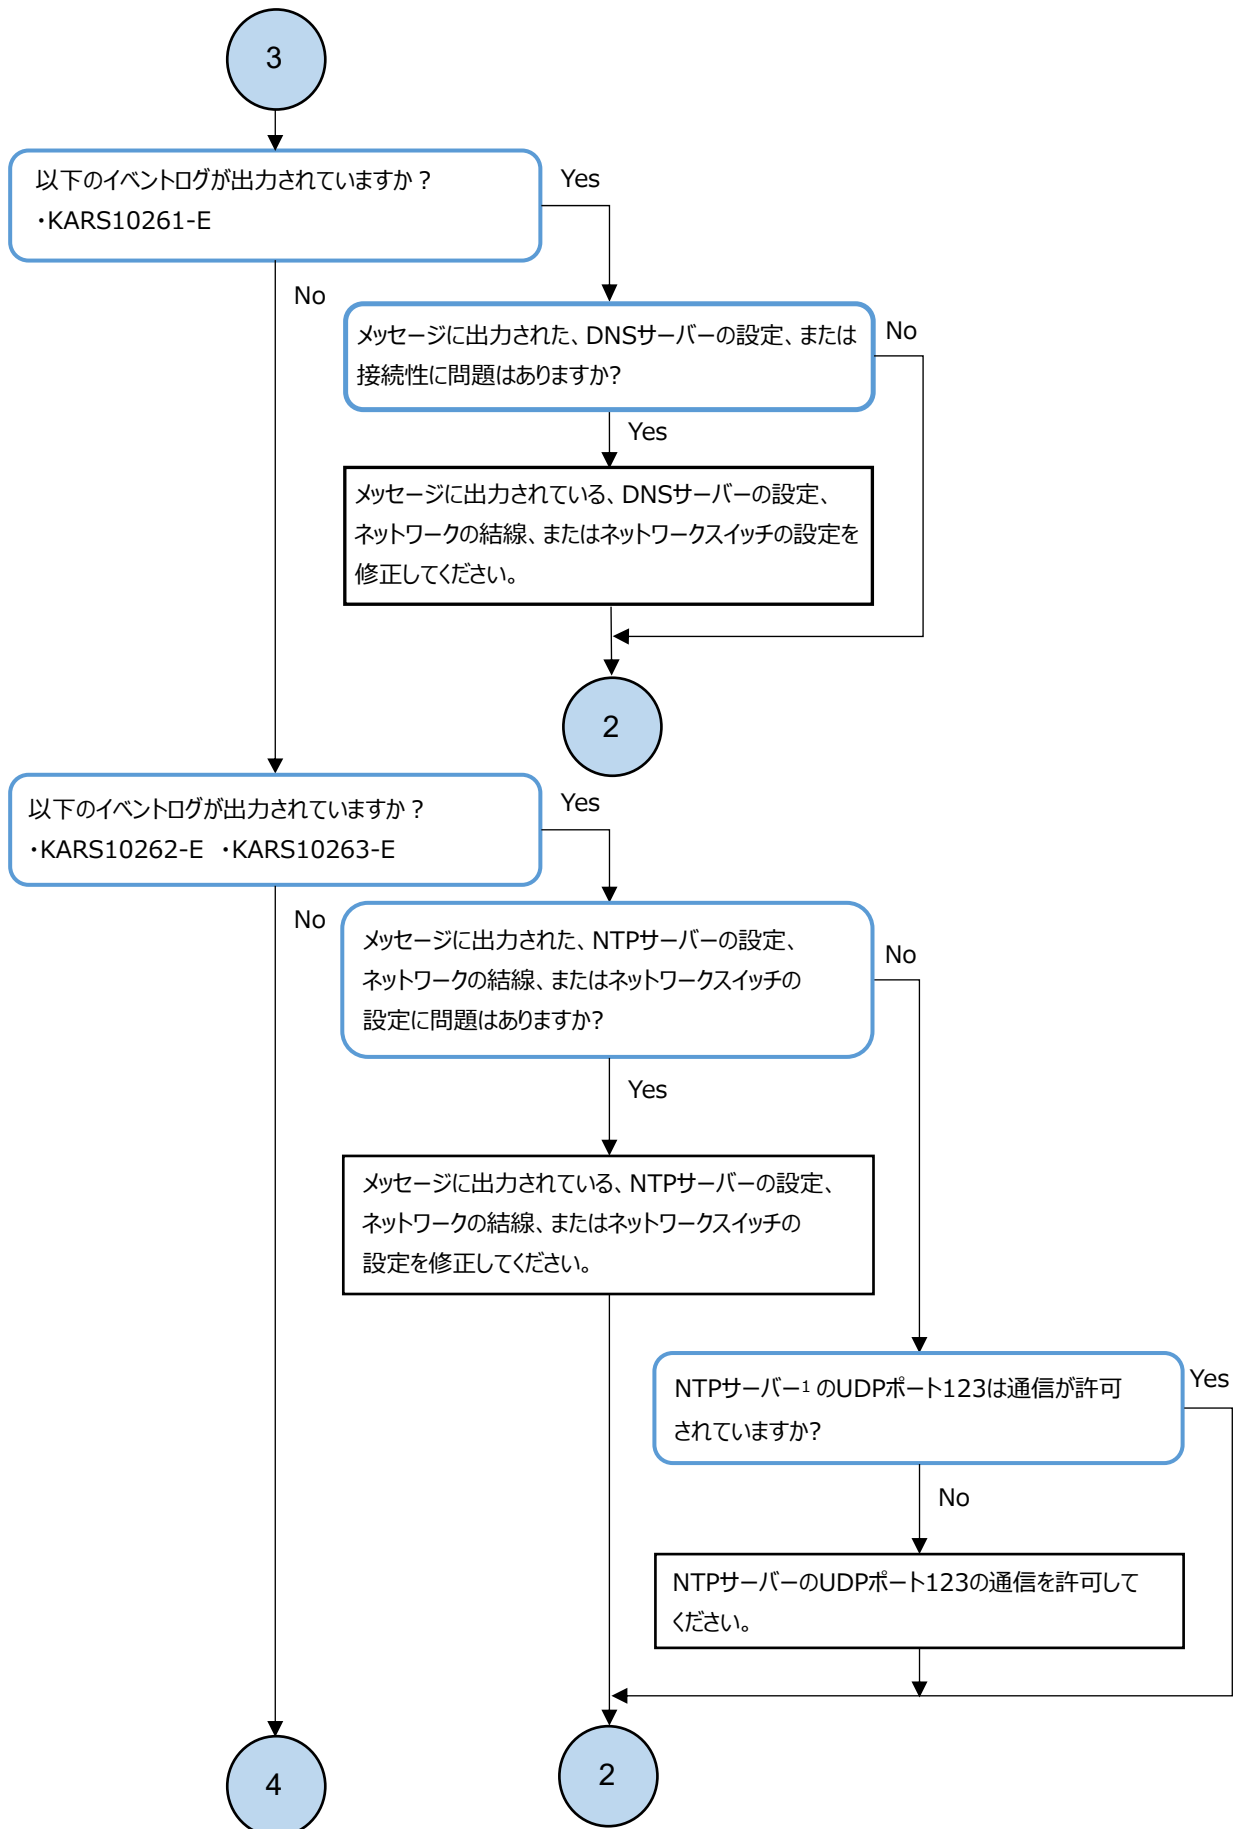 3
以下のイベントログが出力されていますか？
・KARS10261-E
Yes
No
メッセージに出力された、DNSサーバーの設定、または
接続性に問題はありますか?
No
Yes
メッセージに出力されている、DNSサーバーの設定、
ネットワークの結線、またはネットワークスイッチの設定を
修正してください。
2
以下のイベントログが出力されていますか？
・KARS10262-E ・KARS10263-E
Yes
No
メッセージに出力された、NTPサーバーの設定、
ネットワークの結線、またはネットワークスイッチの
設定に問題はありますか?
No
Yes
メッセージに出力されている、NTPサーバーの設定、
ネットワークの結線、またはネットワークスイッチの
設定を修正してください。
NTPサーバー1 のUDPポート123は通信が許可
されていますか?
Yes
No
NTPサーバーのUDPポート123の通信を許可して
ください。
4
2